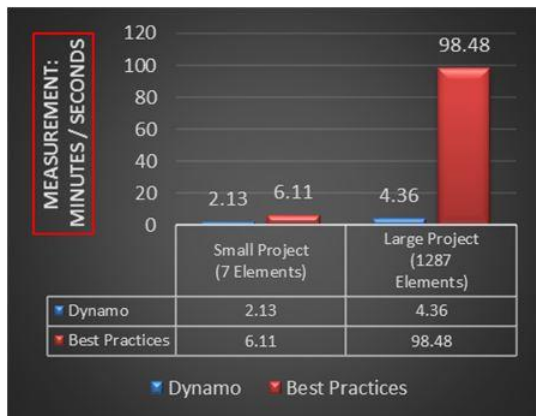 MEASUREMENT:
MINUTES / SECONDS
120
100
80
60
40
20
0
2.13
6.11
4.36
98.48
Small Project
(7 Elements)
Large Project
(1287
Elements)
Dynamo 2.13 4.36
Best Practices 6.11 98.48
Dynamo Best Practices